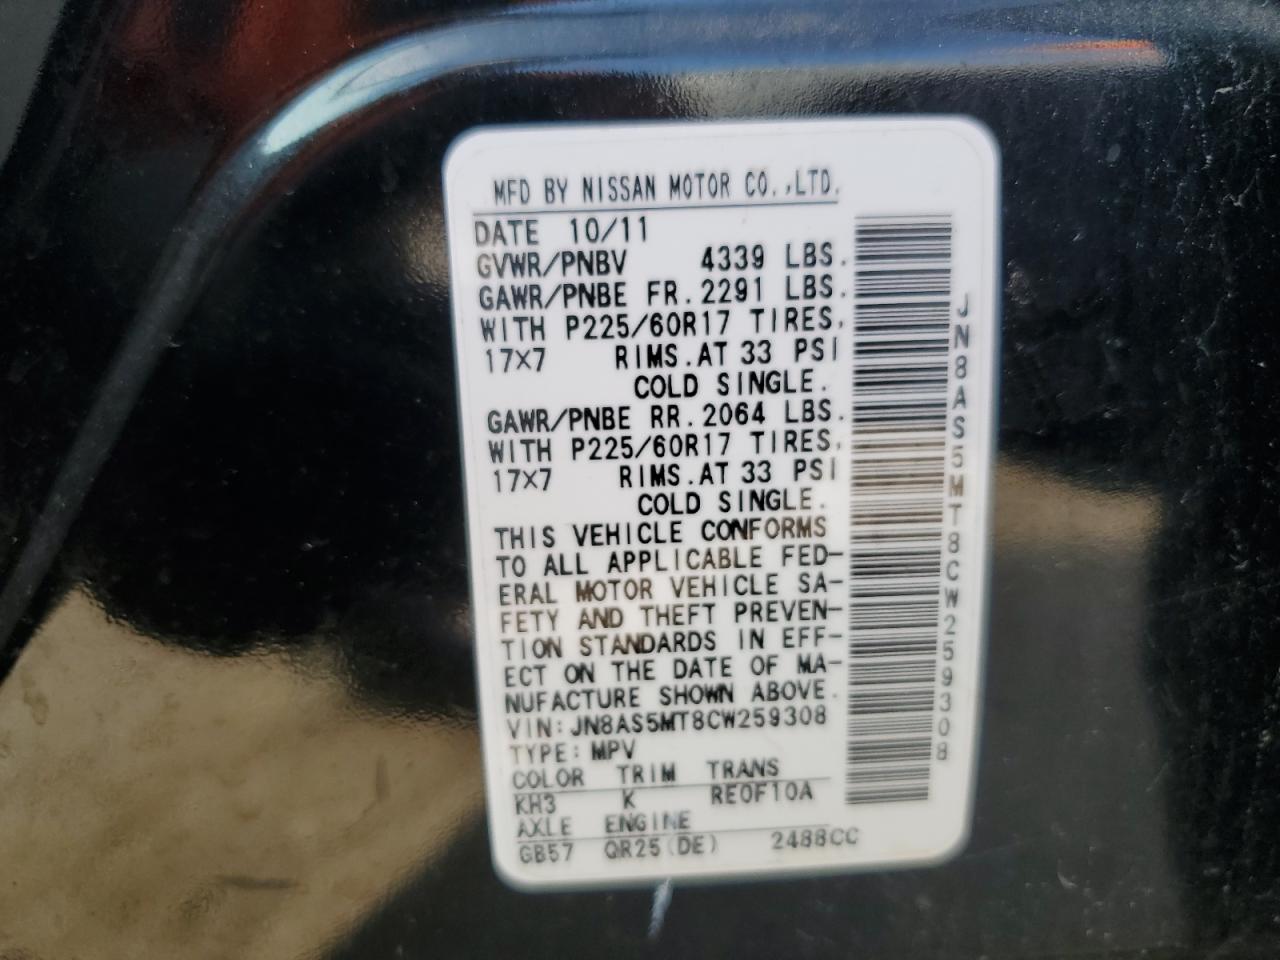 MFD BY NISSAN MOTOR CO.,LTD.
DATE 10/11
GVWR/PNBV 4339 LBS.
GAWR/PNBE FR.2291 LBS.
WITH P225/60R17 TIRES,
17X7 RIMS.AT 33 PSI
COLD SINGLE.
GAWR/PNBE RR.2064 LBS.
WITH P225/60R17 TIRES,
17X7 RIMS.AT 33 PSI
COLD SINGLE.
THIS VEHICLE CONFORMS
TO ALL APPLICABLE FED-
ERAL MOTOR VEHICLE SA-
FETY AND THEFT PREVEN-
TION STANDARDS IN EFF-
ECT ON THE DATE OF MA-
NUFACTURE SHOWN ABOVE.
VIN:JN8AS5MT8CW259308
TYPE:MPV
COLOR TRIM TRANS
KH3 K RE0F10A
AXLE ENGINE
GB57 QR25(DE) 2488CC
JN8AS5MT8CW259308